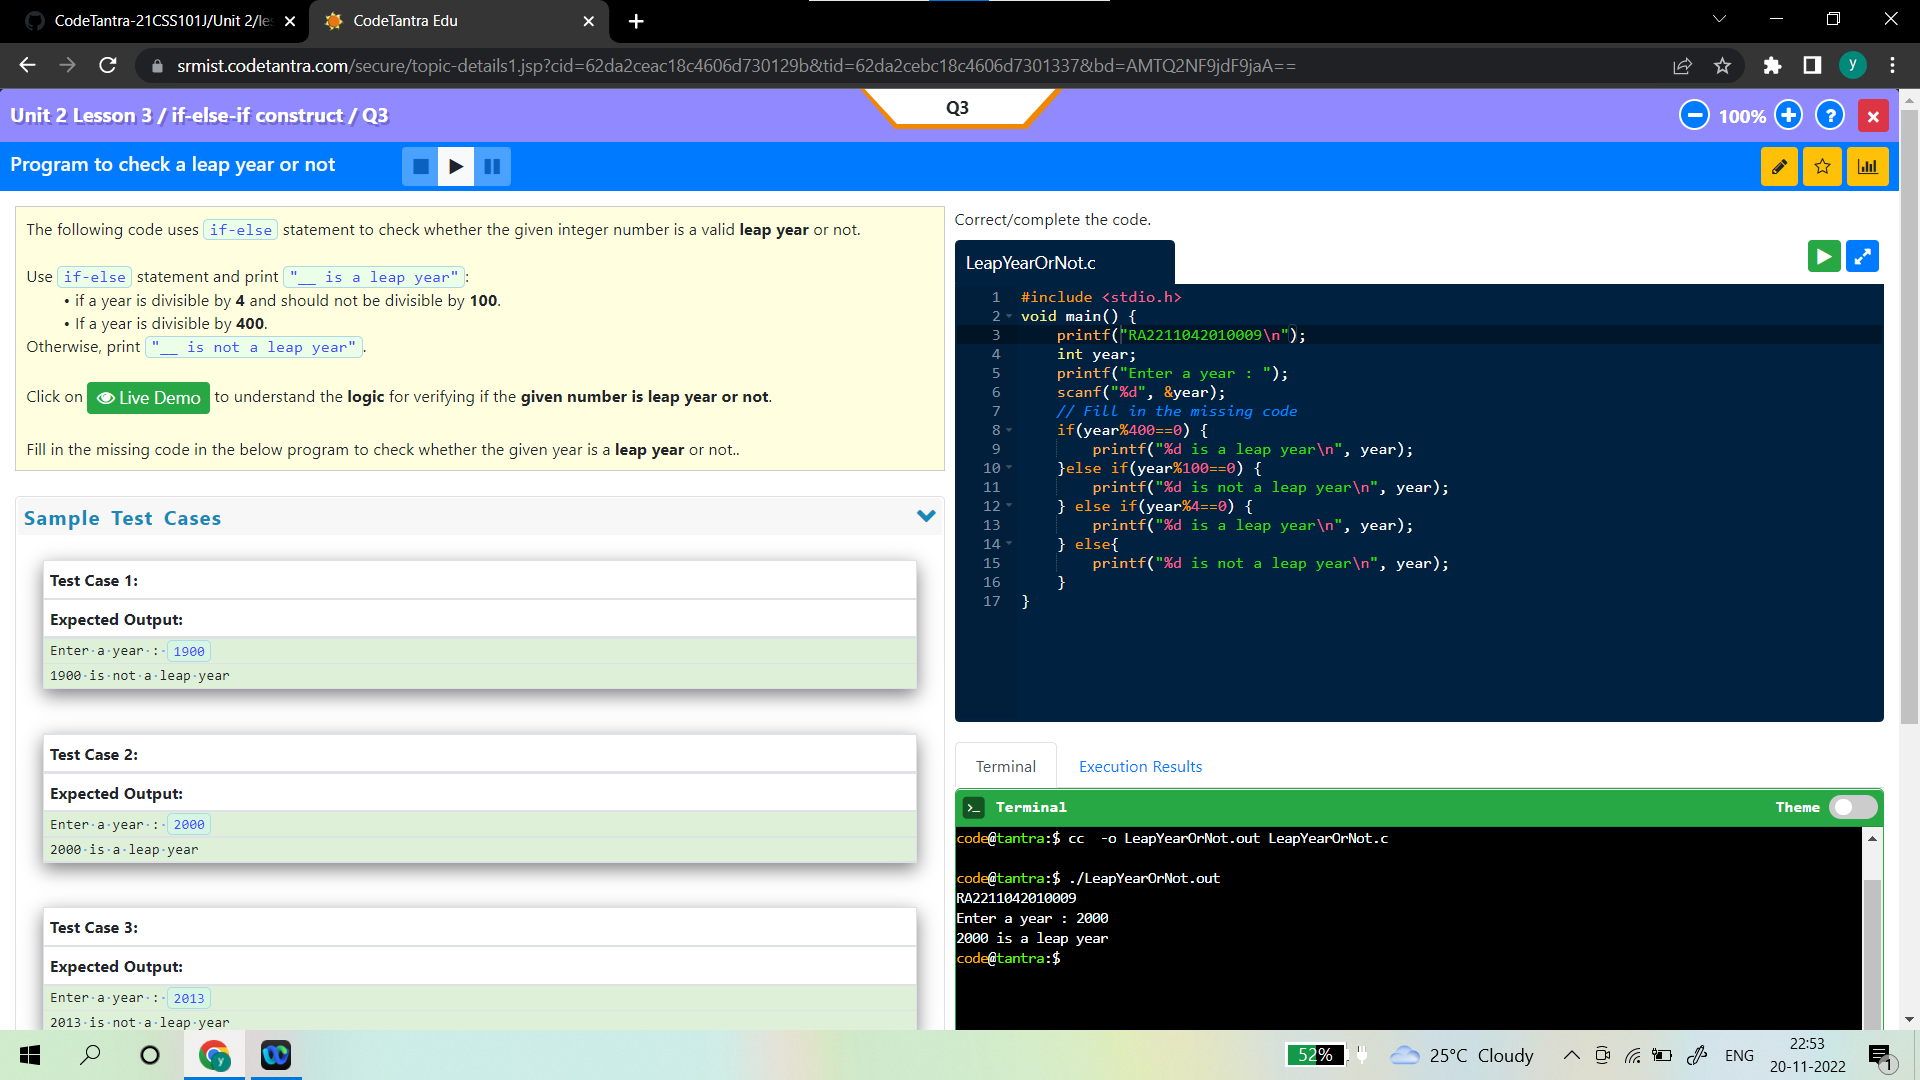 CodeTantra-21CSS101J/Unit 2/le
CodeTantra Edu
srmist.codetantra.com/secure/topic-details1.jsp?cid=62da2ceac18c4606d730129b&tid=62da2cebc18c4606d7301337&bd=AMTQ2NF9jdF9jaA==
y
Unit 2 Lesson 3 / if-else-if construct / Q3
Q3
100%
?
Program to check a leap year or not
The following code uses if-else statement to check whether the given integer number is a valid leap year or not.
Use if-else statement and print "__ is a leap year":
• if a year is divisible by 4 and should not be divisible by 100.
• If a year is divisible by 400.
Otherwise, print "__ is not a leap year".
Click on Live Demo to understand the logic for verifying if the given number is leap year or not.
Fill in the missing code in the below program to check whether the given year is a leap year or not..
Sample Test Cases
Test Case 1:
Expected Output:
Enter·a·year·:· 1900
1900·is·not·a·leap·year
Test Case 2:
Expected Output:
Enter·a·year·:· 2000
2000·is·a·leap·year
Test Case 3:
Expected Output:
Enter·a·year·:· 2013
2013·is·not·a·leap·year
Correct/complete the code.
LeapYearOrNot.c
1 #include <stdio.h>
2 void main() {
3 printf("RA2211042010009\n");
4 int year;
5 printf("Enter a year : ");
6 scanf("%d", &year);
7 // Fill in the missing code
8 if(year%400==0) {
9 printf("%d is a leap year\n", year);
10 }else if(year%100==0) {
11 printf("%d is not a leap year\n", year);
12 } else if(year%4==0) {
13 printf("%d is a leap year\n", year);
14 } else{
15 printf("%d is not a leap year\n", year);
16 }
17 }
Terminal
Execution Results
Terminal
Theme
code@tantra:$ cc -o LeapYearOrNot.out LeapYearOrNot.c
code@tantra:$ ./LeapYearOrNot.out
RA2211042010009
Enter a year : 2000
2000 is a leap year
code@tantra:$
y
52%
25°C Cloudy
ENG
22:53
20-11-2022
1